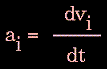 aᵢ = dvᵢ / dt